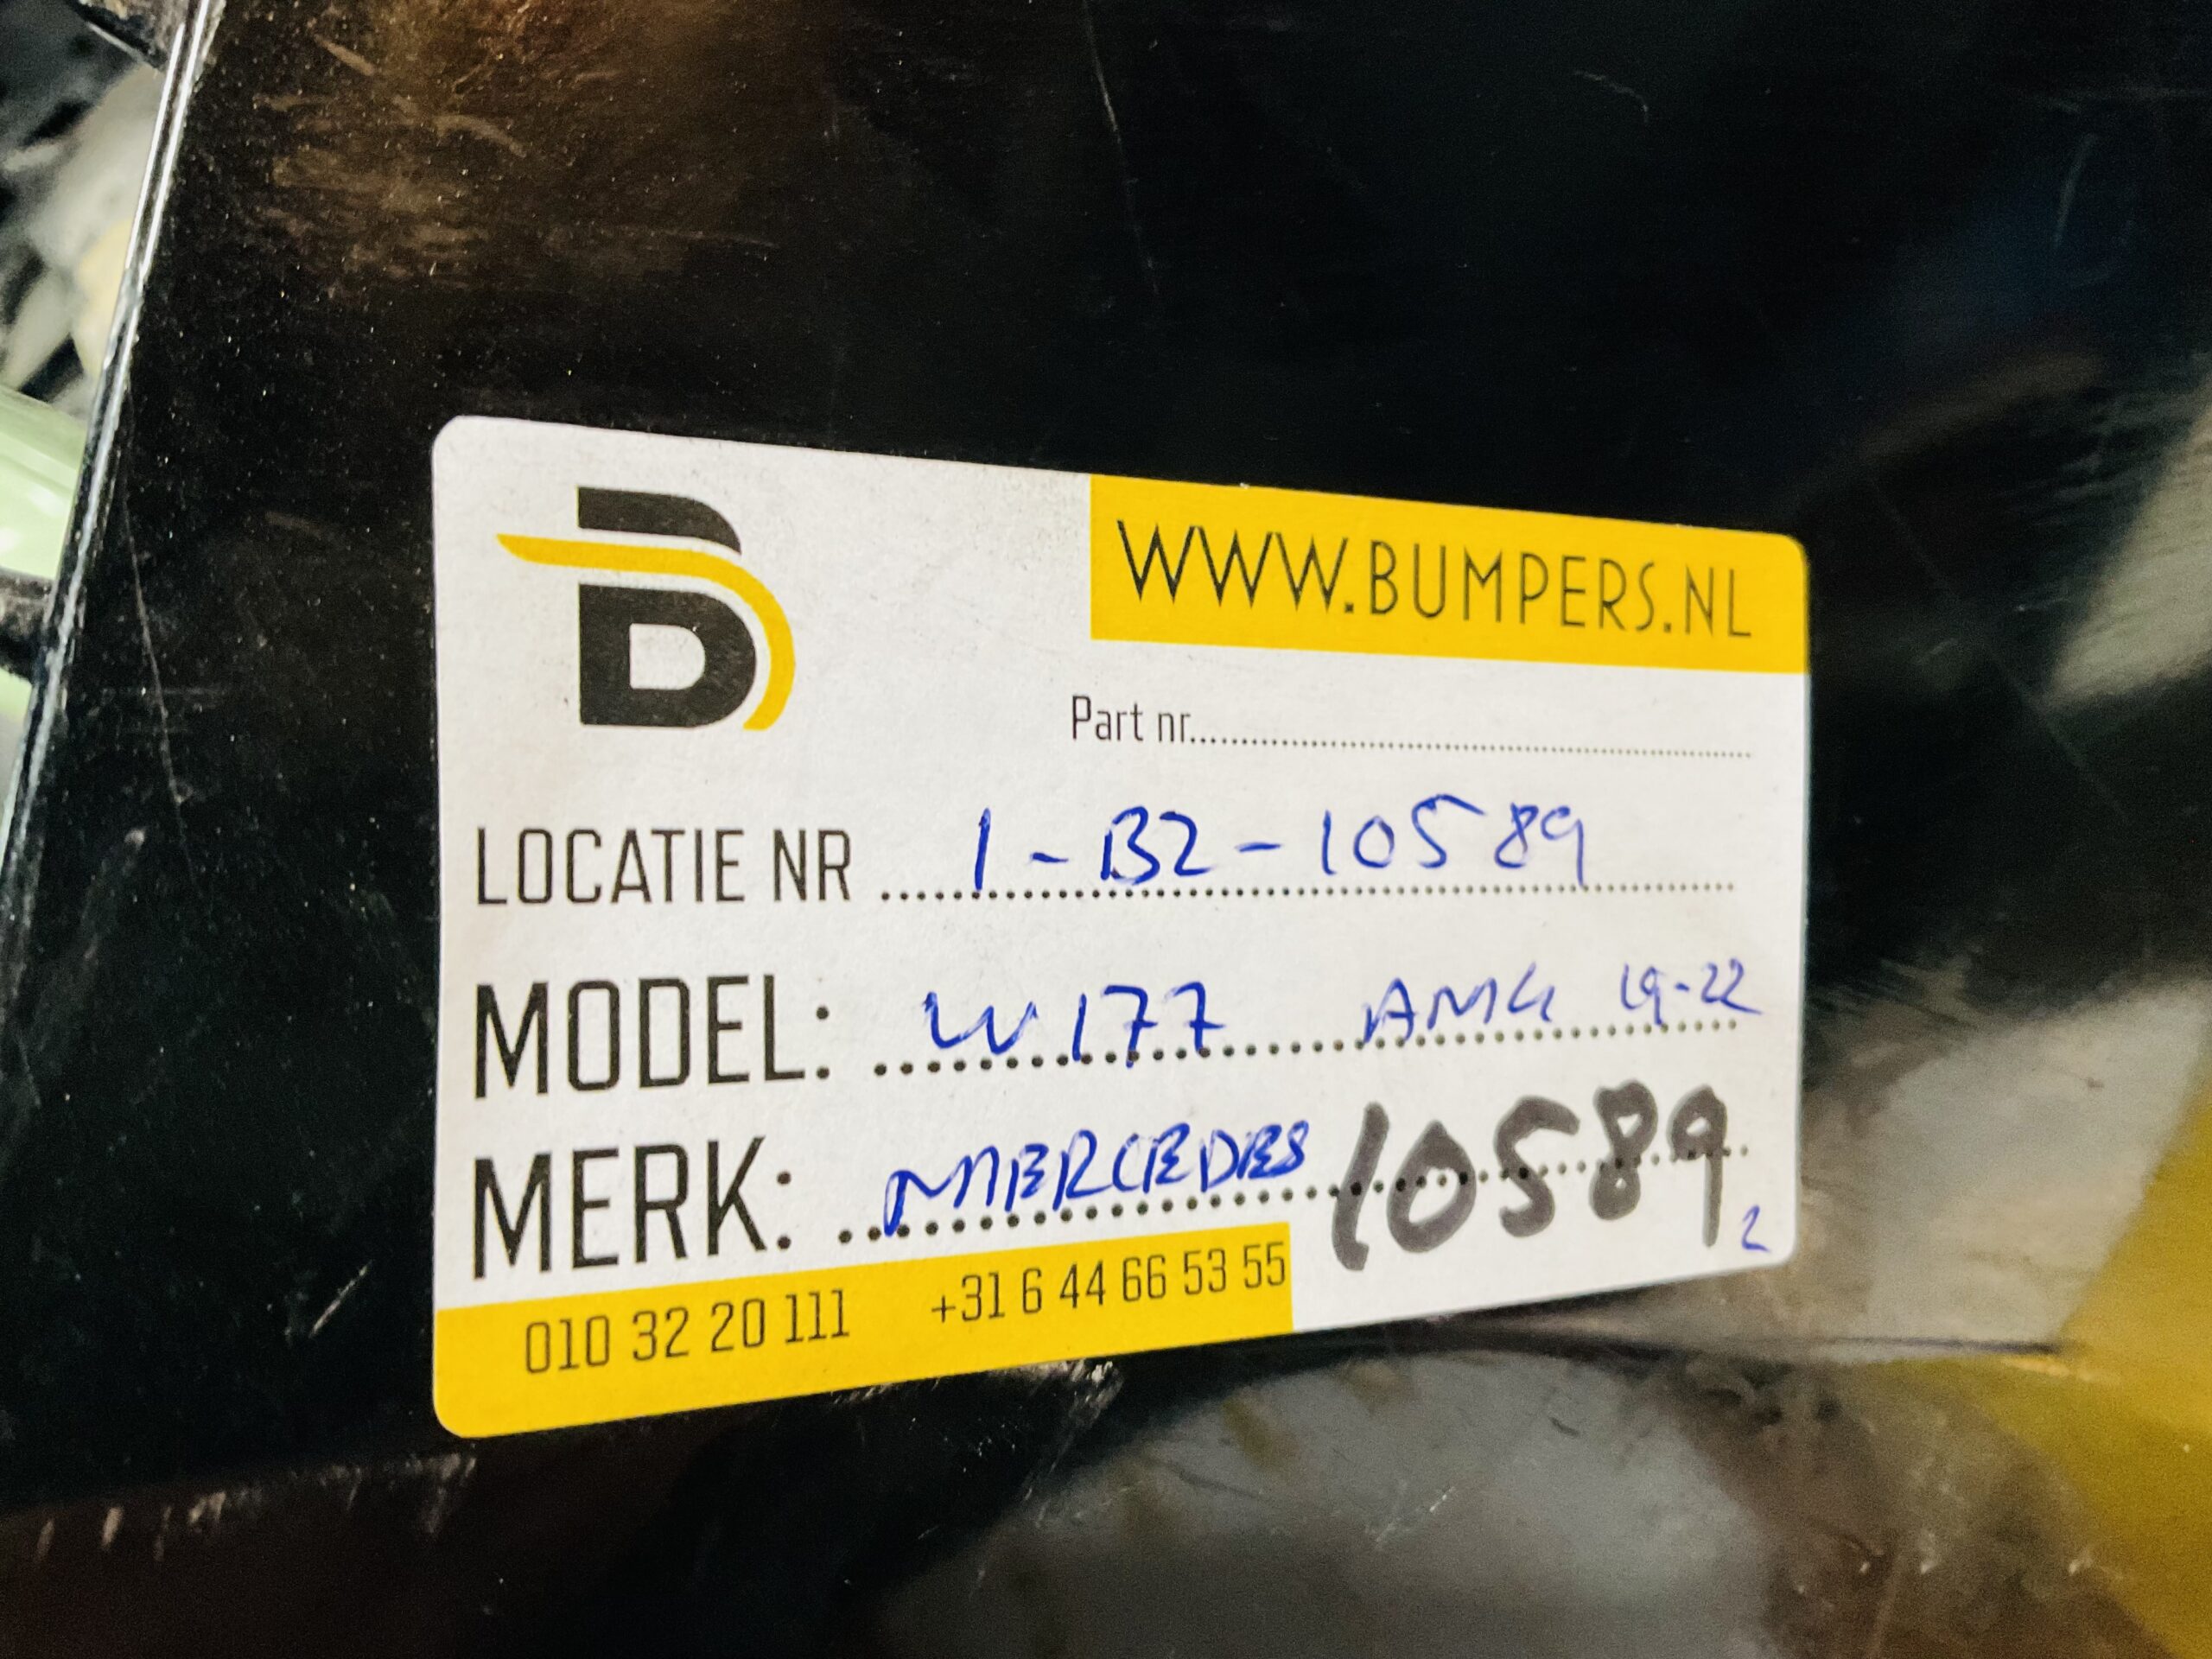 B
WWW.BUMPERS.NL
Part nr...............................................
LOCATIE NR 1-B2-10589
MODEL: W177 AMG 19-22
MERK: MERCEDES 10589 2
010 32 20 111 +31 6 44 66 53 55